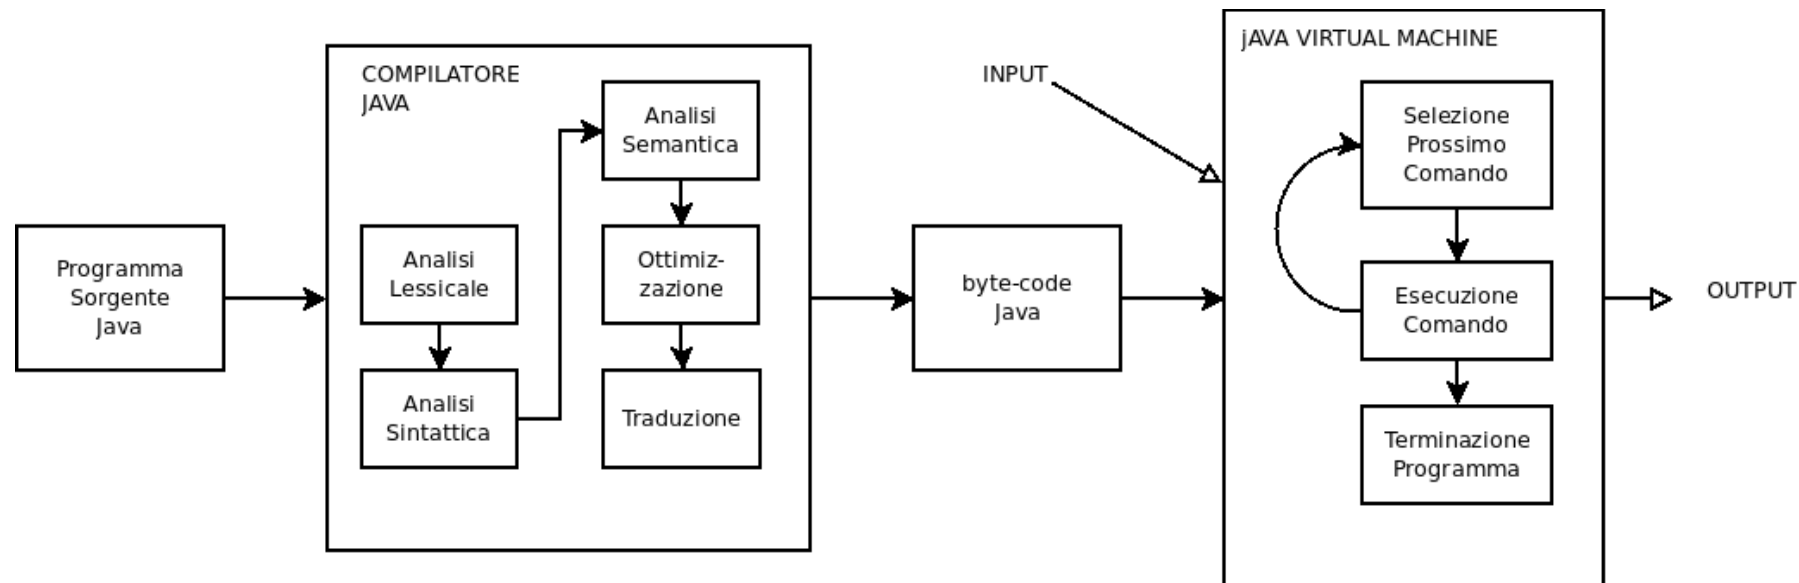 Programma
Sorgente
Java
COMPILATORE
JAVA
Analisi
Lessicale
Analisi
Sintattica
Analisi
Semantica
Ottimiz-
zazione
Traduzione
byte-code
Java
INPUT
jAVA VIRTUAL MACHINE
Selezione
Prossimo
Comando
Esecuzione
Comando
Terminazione
Programma
OUTPUT